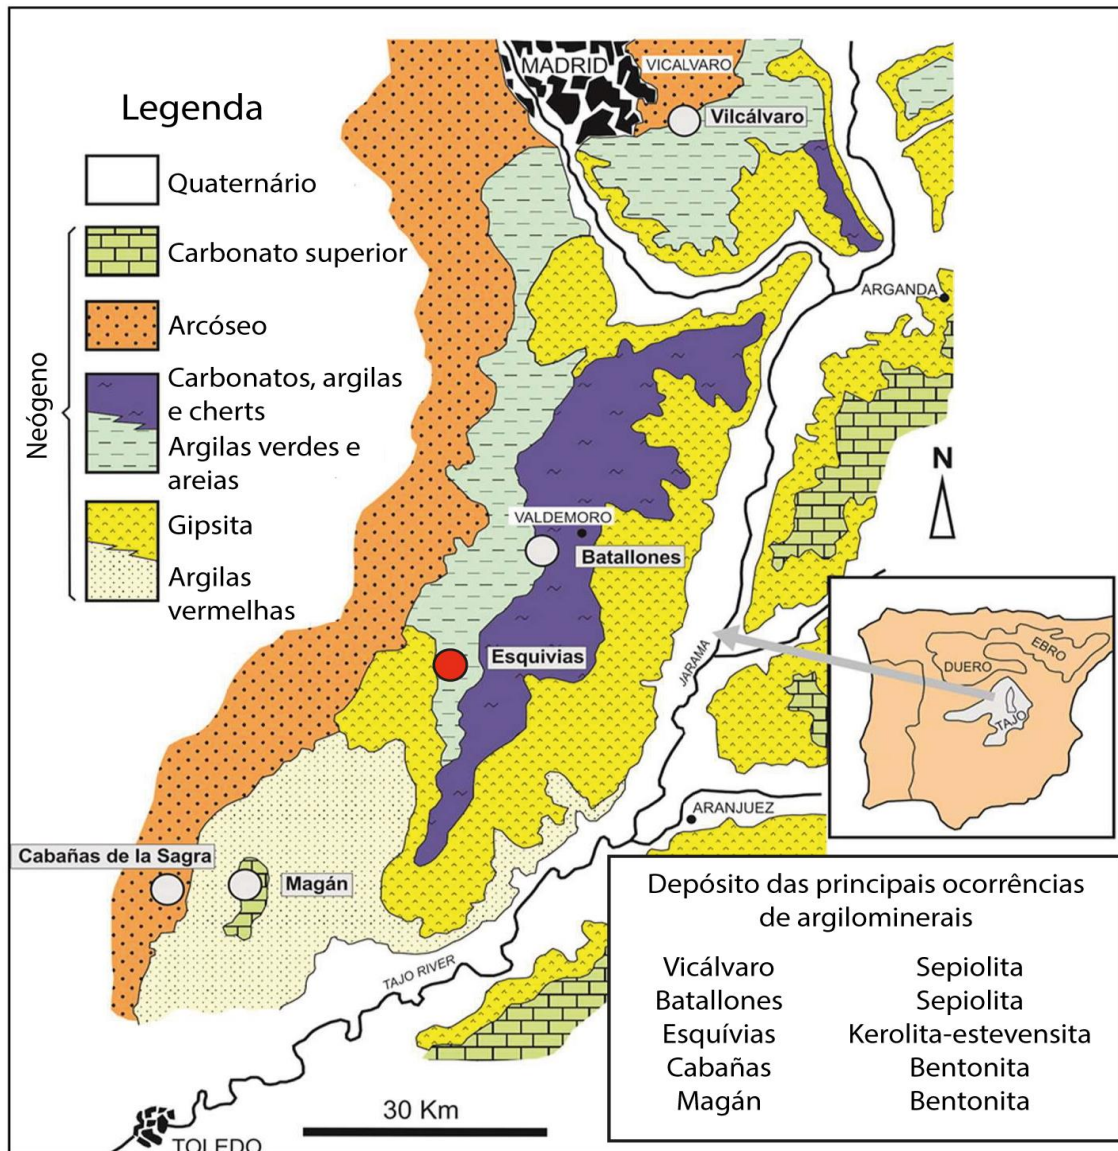 Legenda
Quaternário
Neógeno
Carbonato superior
Arcóseo
Carbonatos, argilas
e cherts
Argilas verdes e
areias
Gipsita
Argilas
vermelhas
MADRID
VICALVARO
Vilcálvaro
ARGANDA
N
VALDEMORO
Batallones
Esquivias
JARAMA
DUERO
EBRO
TAJO
ARANJUEZ
Cabañas de la Sagra
Magán
TAJO RIVER
30 Km
TOLEDO
Depósito das principais ocorrências
de argilominerais
Vicálvaro Sepiolita
Batallones Sepiolita
Esquívias Kerolita-estevensita
Cabañas Bentonita
Magán Bentonita